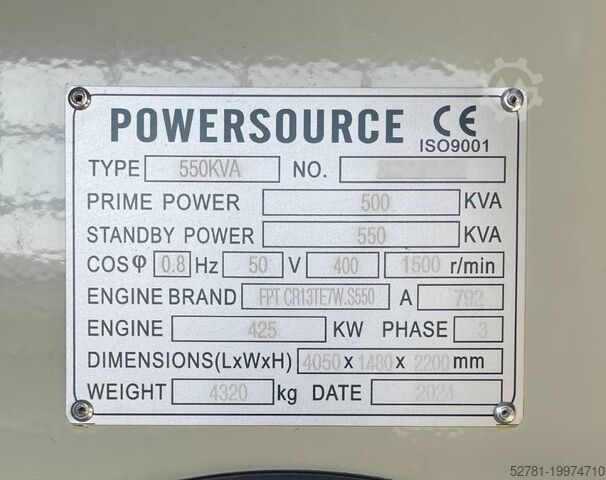 POWERSOURCE CE
ISO9001
TYPE 550KVA NO.
PRIME POWER 500 KVA
STANDBY POWER 550 KVA
COSφ 0.8 Hz 50 V 400 1500 r/min
ENGINE BRAND FPT CR13TE7W.S550 A 792
ENGINE 425 KW PHASE 3
DIMENSIONS(LxWxH) 4050 x 1480 x 2200 mm
WEIGHT 4320 kg DATE 2024
52781-19974710